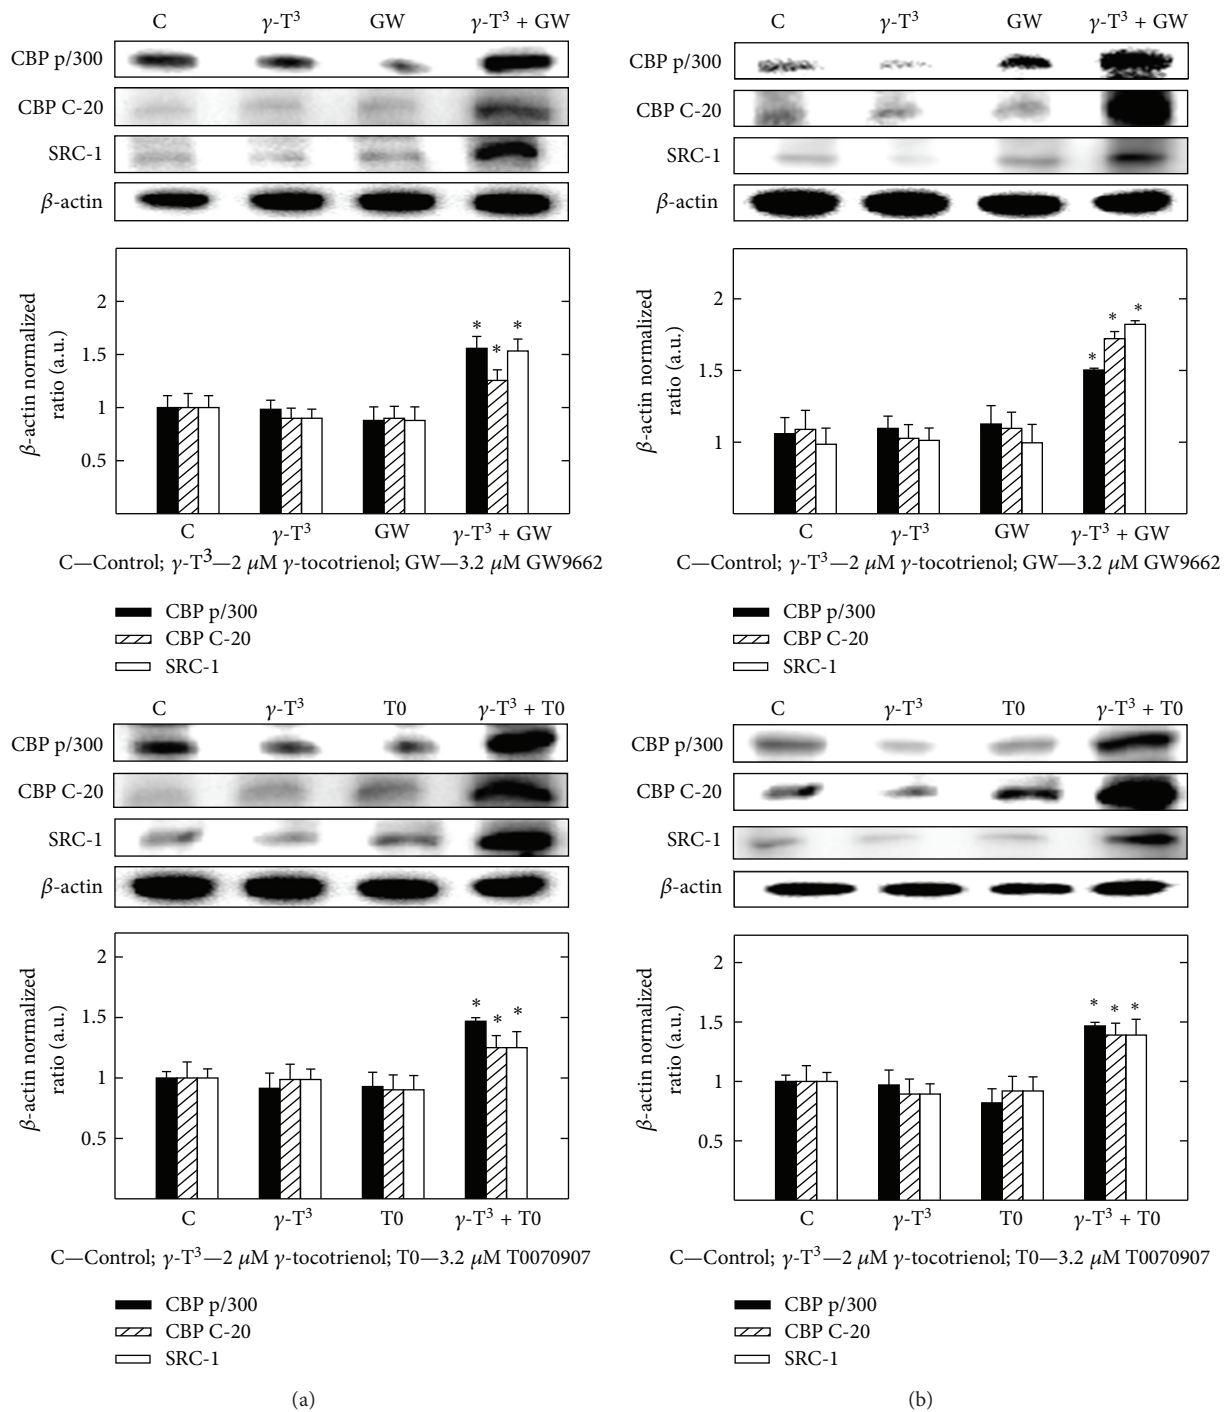 C γ-T³ GW γ-T³ + GW
CBP p/300
CBP C-20
SRC-1
β-actin
β-actin normalized
ratio (a.u.)
2
1.5
1
0.5
* * *
C γ-T³ GW γ-T³ + GW
C—Control; γ-T³—2 μM γ-tocotrienol; GW—3.2 μM GW9662
CBP p/300
CBP C-20
SRC-1
C γ-T³ T0 γ-T³ + T0
CBP p/300
CBP C-20
SRC-1
β-actin
β-actin normalized
ratio (a.u.)
2
1.5
1
0.5
* * *
C γ-T³ T0 γ-T³ + T0
C—Control; γ-T³—2 μM γ-tocotrienol; T0—3.2 μM T0070907
CBP p/300
CBP C-20
SRC-1
(a)
C γ-T³ GW γ-T³ + GW
CBP p/300
CBP C-20
SRC-1
β-actin
β-actin normalized
ratio (a.u.)
2
1.5
1
* * *
C γ-T³ GW γ-T³ + GW
C—Control; γ-T³—2 μM γ-tocotrienol; GW—3.2 μM GW9662
CBP p/300
CBP C-20
SRC-1
C γ-T³ T0 γ-T³ + T0
CBP p/300
CBP C-20
SRC-1
β-actin
β-actin normalized
ratio (a.u.)
2
1.5
1
0.5
* * *
C γ-T³ T0 γ-T³ + T0
C—Control; γ-T³—2 μM γ-tocotrienol; T0—3.2 μM T0070907
CBP p/300
CBP C-20
SRC-1
(b)